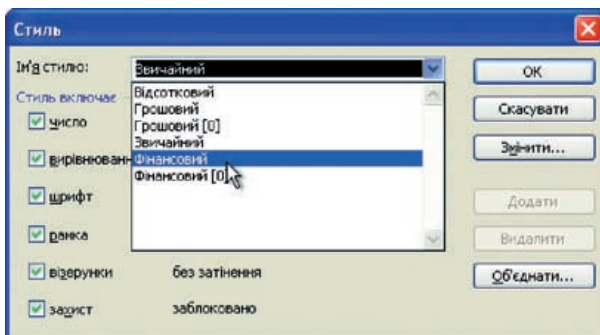 Стиль
Ім'я стилю:
Звичайний
OK
Стиль включає
Відсотковий
Грошовий
Грошовий [0]
Звичайний
Фінансовий
Фінансовий [0]
число
вирівнюванн
шрифт
рамка
візерунки
без затінення
захист
заблоковано
Скасувати
Змінити...
Додати
Видалити
Об'єднати...